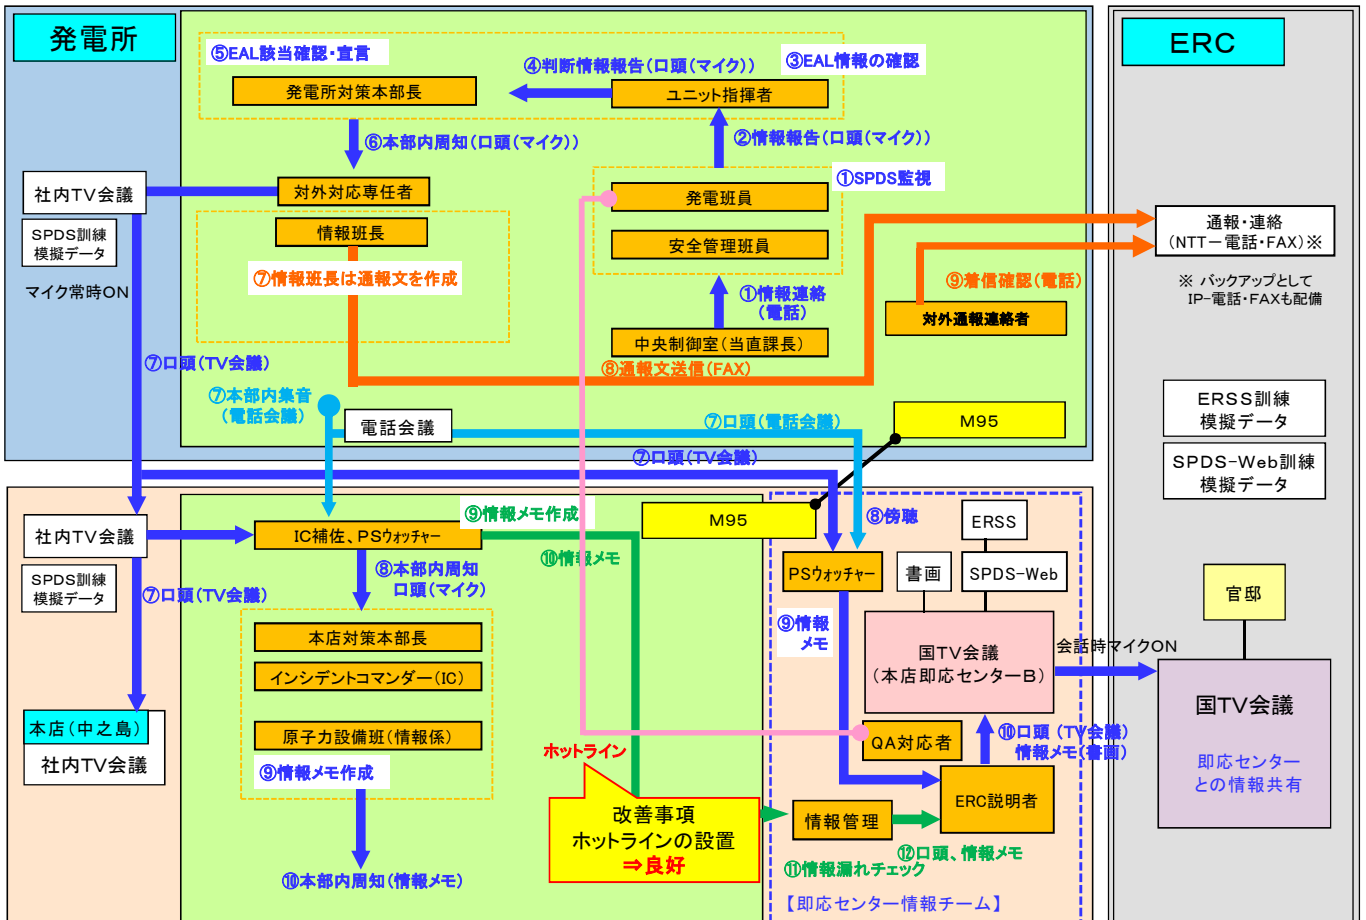 発電所
ERC
⑤EAL該当確認・宣言
④判断情報報告(口頭(マイク))
③EAL情報の確認
発電所対策本部長
ユニット指揮者
⑥本部内周知(口頭(マイク))
②情報報告(口頭(マイク))
①SPDS監視
社内TV会議
対外対応専任者
発電班員
SPDS訓練
模擬データ
情報班長
安全管理班員
通報・連絡
(NTT－電話・FAX)※
マイク常時ON
⑦情報班長は通報文を作成
①情報連絡
(電話)
⑨着信確認(電話)
※ バックアップとして
IP-電話・FAXも配備
対外通報連絡者
中央制御室(当直課長)
⑦口頭(TV会議)
⑧通報文送信(FAX)
⑦本部内集音
(電話会議)
電話会議
⑦口頭(電話会議)
M95
ERSS訓練
模擬データ
⑦口頭(TV会議)
SPDS-Web訓練
模擬データ
⑨情報メモ作成
M95
⑧傍聴
ERSS
社内TV会議
IC補佐、PSウォッチャー
⑩情報メモ
SPDS訓練
模擬データ
⑧本部内周知
口頭(マイク)
PSウォッチャー
書画
SPDS-Web
⑦口頭(TV会議)
官邸
本店対策本部長
⑨情報
メモ
国TV会議
(本店即応センターB)
会話時マイクON
インシデントコマンダー(IC)
国TV会議
本店(中之島)
社内TV会議
原子力設備班(情報係)
ホットライン
QA対応者
⑩口頭 (TV会議)
情報メモ(書画)
即応センター
との情報共有
⑨情報メモ作成
改善事項
ホットラインの設置
⇒良好
情報管理
ERC説明者
⑫口頭、情報メモ
⑪情報漏れチェック
⑩本部内周知(情報メモ)
【即応センター情報チーム】